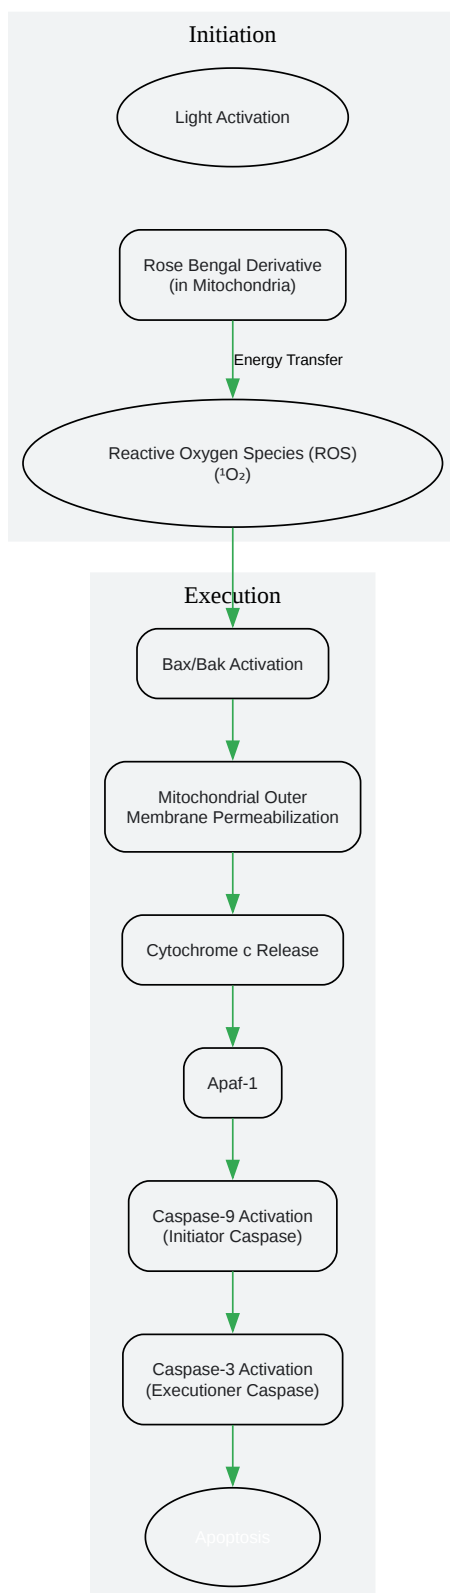 Initiation
Light Activation
Rose Bengal Derivative
(in Mitochondria)
Energy Transfer
Reactive Oxygen Species (ROS)
(¹O₂)
Execution
Bax/Bak Activation
Mitochondrial Outer
Membrane Permeabilization
Cytochrome c Release
Apaf-1
Caspase-9 Activation
(Initiator Caspase)
Caspase-3 Activation
(Executioner Caspase)
Apoptosis